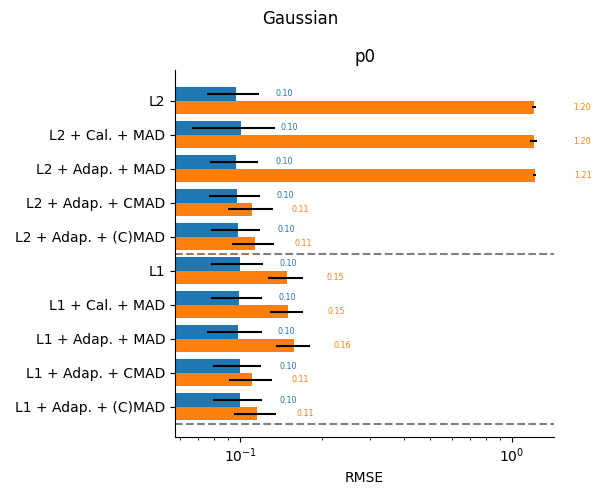 Gaussian
p0
L2 0.10
1.20
L2 + Cal. + MAD 0.10
1.20
L2 + Adap. + MAD 0.10
1.21
L2 + Adap. + CMAD 0.10
0.11
L2 + Adap. + (C)MAD 0.10
0.11
L1 0.10
0.15
L1 + Cal. + MAD 0.10
0.15
L1 + Adap. + MAD 0.10
0.16
L1 + Adap. + CMAD 0.10
0.11
L1 + Adap. + (C)MAD 0.10
0.11
10⁻¹ 10⁰
RMSE